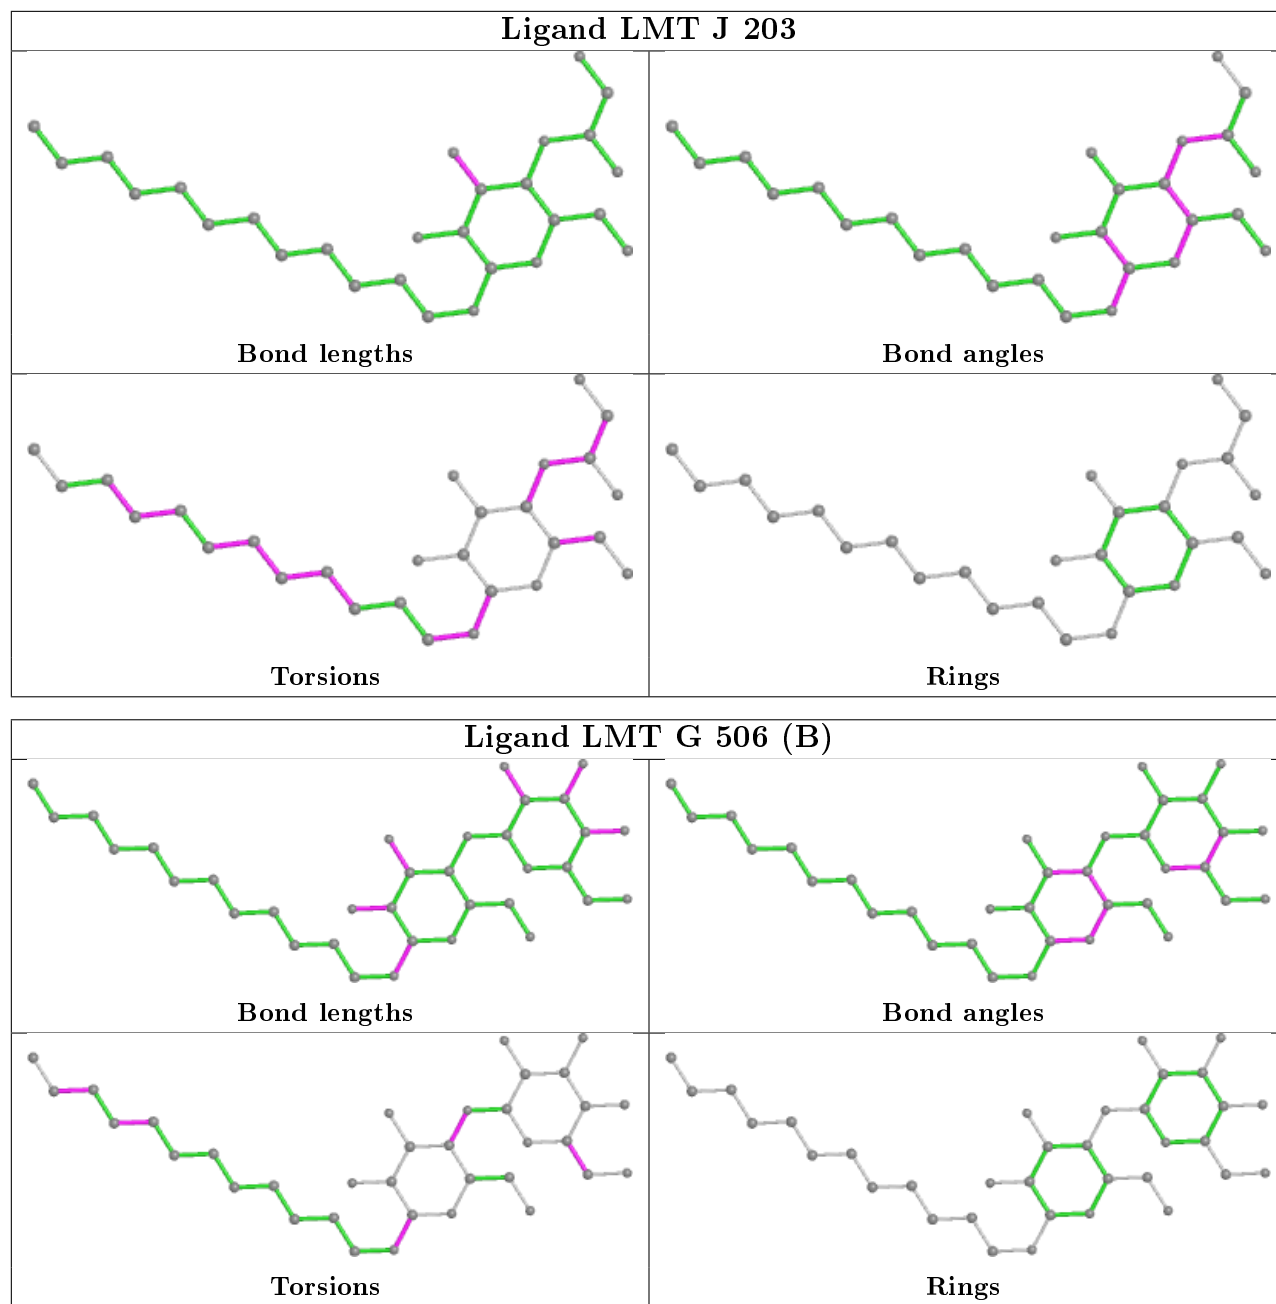 Ligand LMT J 203
Bond lengths
Bond angles
Torsions
Rings
Ligand LMT G 506 (B)
Bond lengths
Bond angles
Torsions
Rings